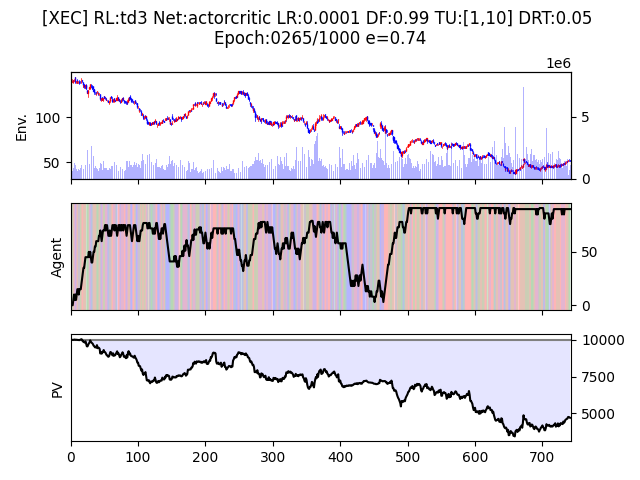 [XEC] RL:td3 Net:actorcritic LR:0.0001 DF:0.99 TU:[1,10] DRT:0.05
Epoch:0265/1000 e=0.74
1e6
Env.
100
50
5
0
Agent
50
0
PV
10000
7500
5000
0 100 200 300 400 500 600 700